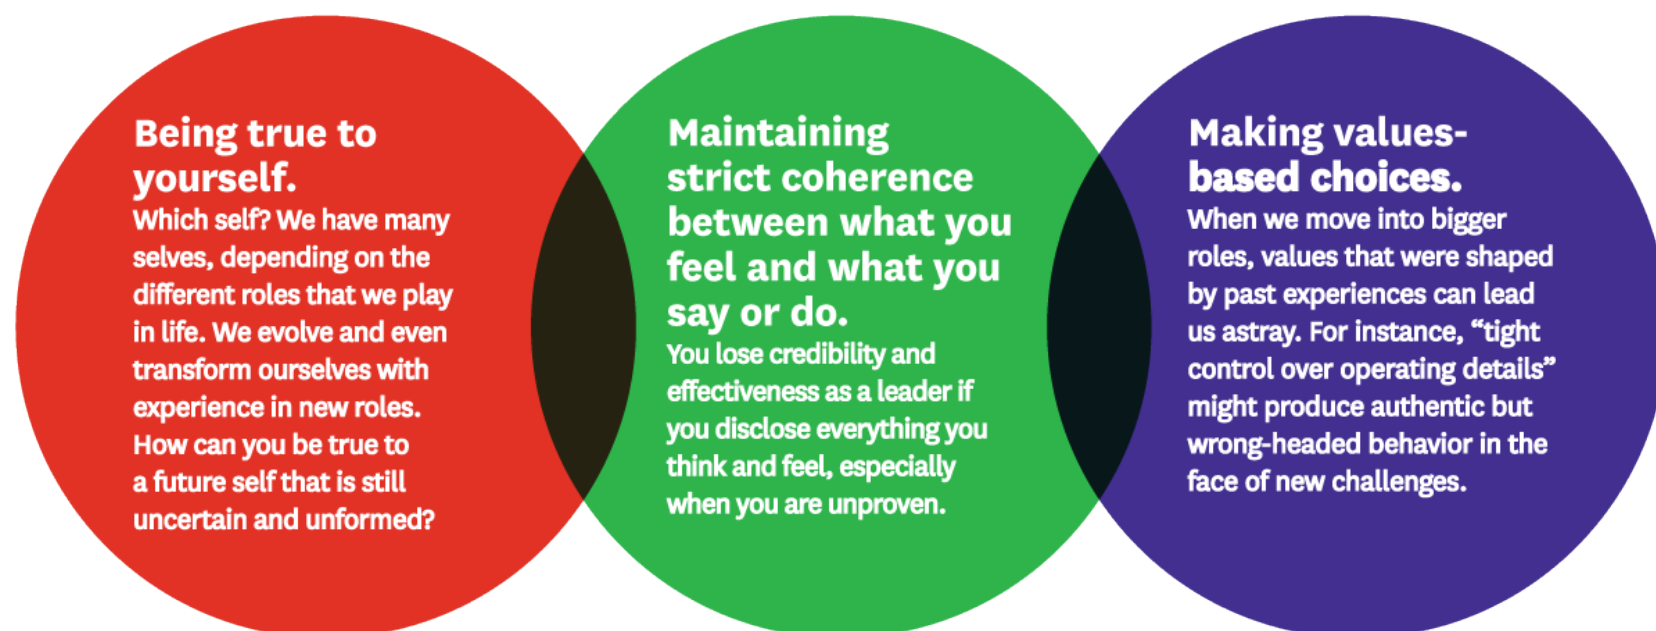 Being true to
yourself.
Which self? We have many
selves, depending on the
different roles that we play
in life. We evolve and even
transform ourselves with
experience in new roles.
How can you be true to
a future self that is still
uncertain and unformed?
Maintaining
strict coherence
between what you
feel and what you
say or do.
You lose credibility and
effectiveness as a leader if
you disclose everything you
think and feel, especially
when you are unproven.
Making values-
based choices.
When we move into bigger
roles, values that were shaped
by past experiences can lead
us astray. For instance, “tight
control over operating details”
might produce authentic but
wrong-headed behavior in the
face of new challenges.